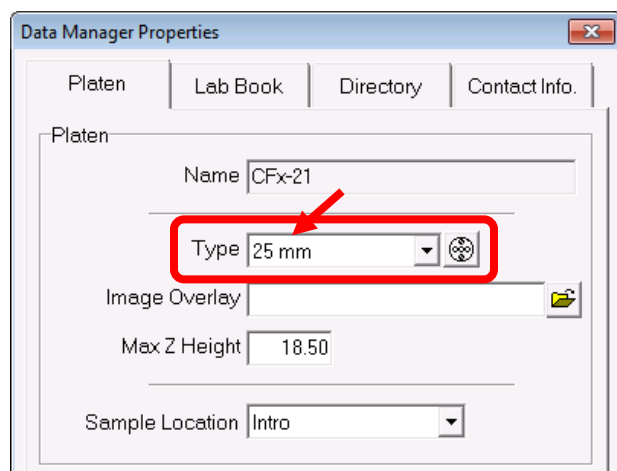 Data Manager Properties
Platen Lab Book Directory Contact Info.
Platen
Name CFx-21
Type 25 mm
Image Overlay
Max Z Height 18.50
Sample Location Intro